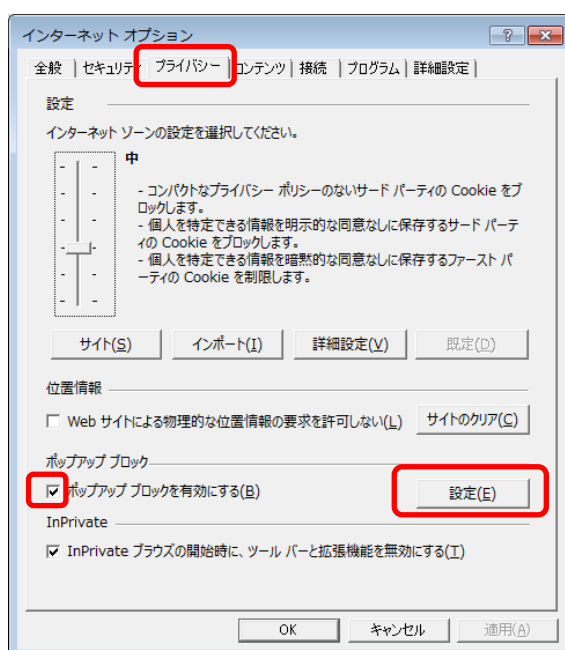 インターネット オプション
全般 セキュリティ プライバシー コンテンツ 接続 プログラム 詳細設定
設定
インターネット ゾーンの設定を選択してください。
中
- コンパクトなプライバシー ポリシーのないサード パーティの Cookie をブ
ロックします。
- 個人を特定できる情報を明示的な同意なしに保存するサード パーテ
ィの Cookie をブロックします。
- 個人を特定できる情報を暗黙的な同意なしに保存するファースト パ
ーティの Cookie を制限します。
サイト(S) インポート(I) 詳細設定(V) 既定(D)
位置情報
Web サイトによる物理的な位置情報の要求を許可しない(L) サイトのクリア(C)
ポップアップ ブロック
ポップアップ ブロックを有効にする(B) 設定(E)
InPrivate
InPrivate ブラウズの開始時に、ツール バーと拡張機能を無効にする(T)
OK キャンセル 適用(A)